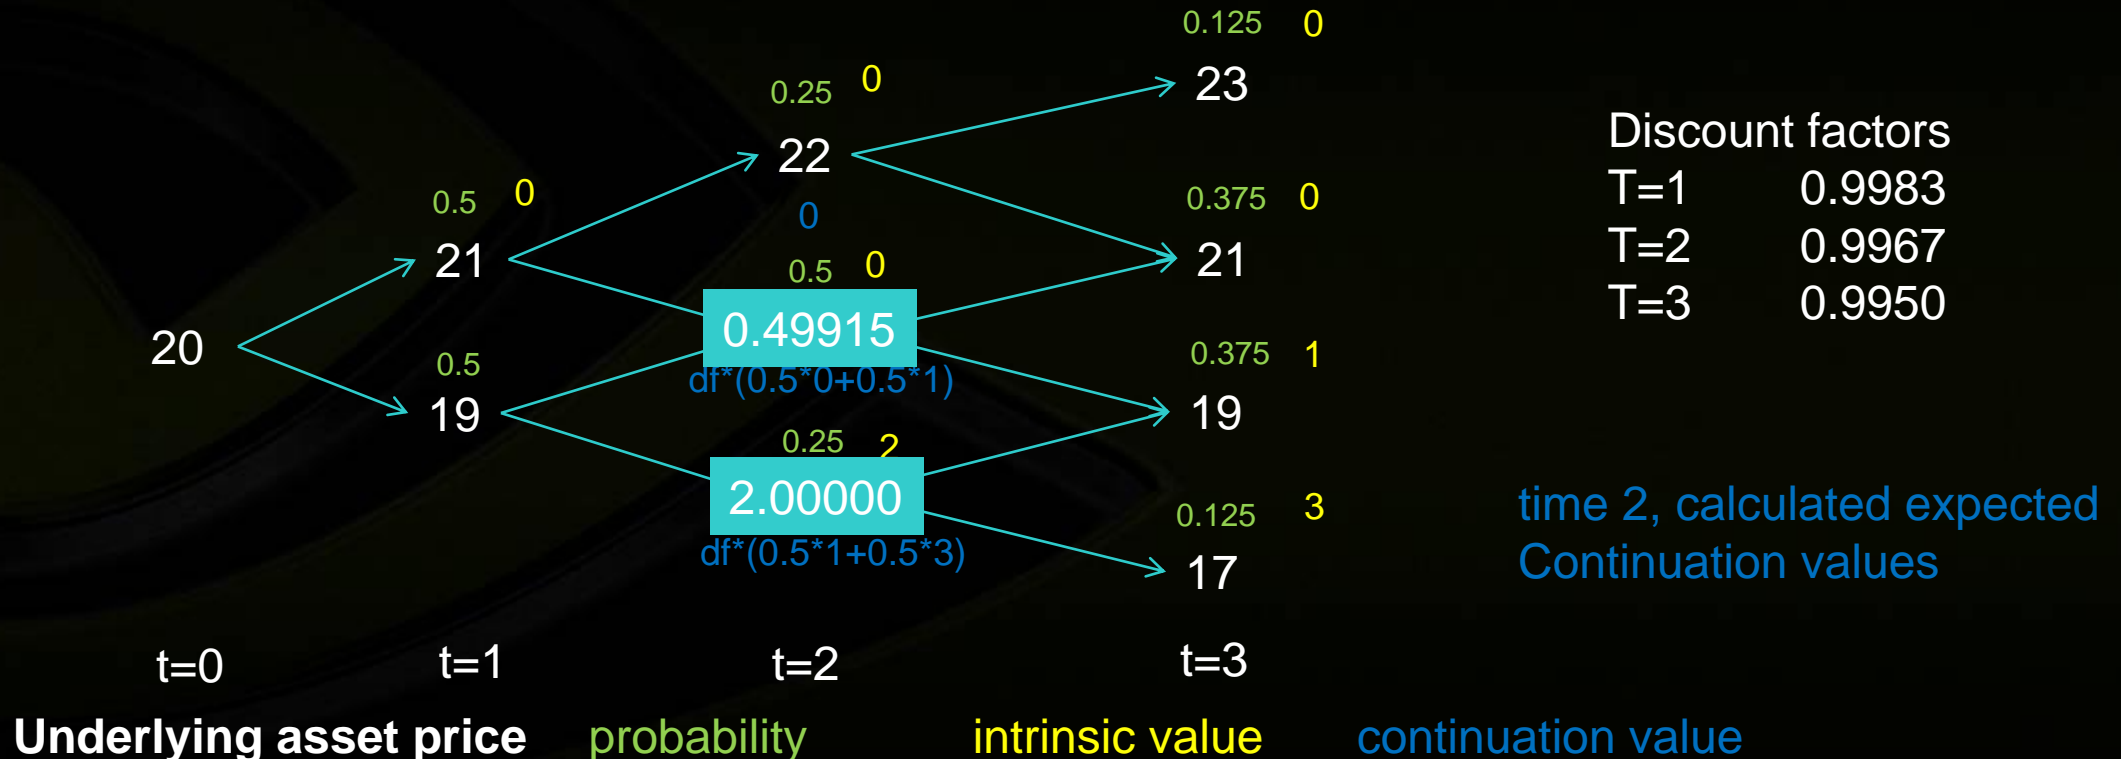 0.125 0
23
0.25 0
22
0
0.5 0
21
0.375 0
21
0.5 0
0.49915
df*(0.5*0+0.5*1)
20
0.5
19
0.375 1
19
0.25 2
2.00000
df*(0.5*1+0.5*3)
0.125 3
17
Discount factors
T=1 0.9983
T=2 0.9967
T=3 0.9950
time 2, calculated expected
Continuation values
t=0 t=1 t=2 t=3
Underlying asset price probability intrinsic value continuation value